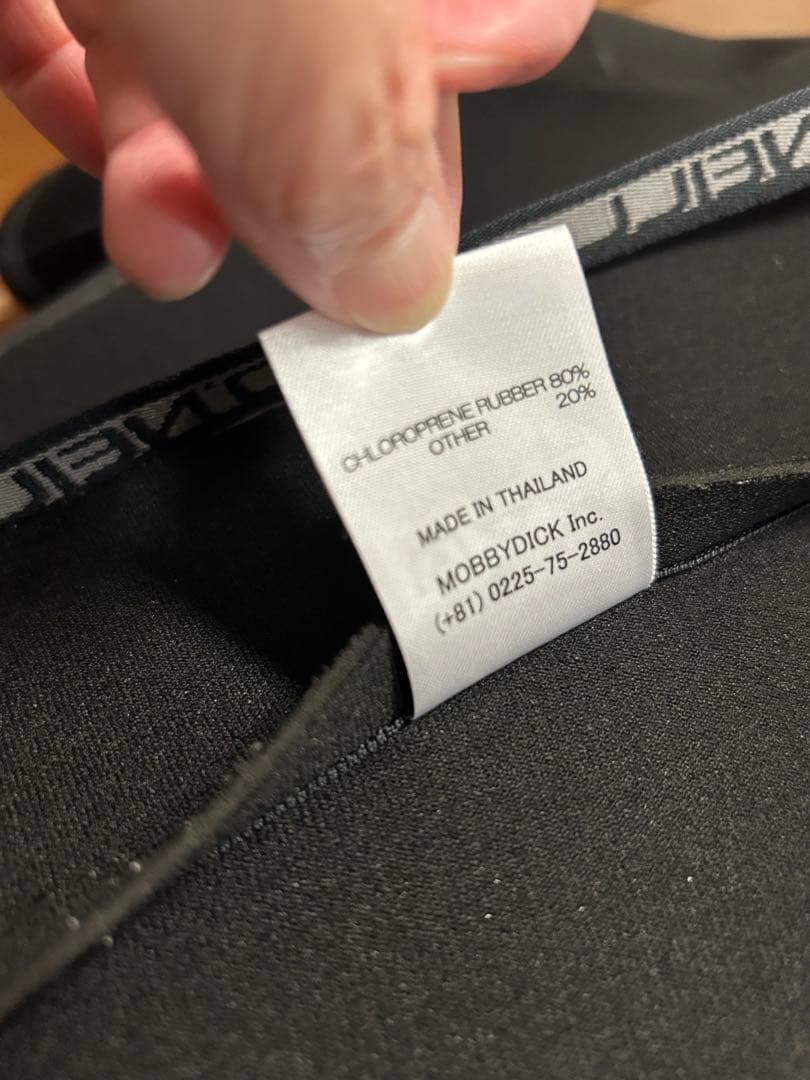 CHLOROPRENE RUBBER 80%
OTHER 20%
MADE IN THAILAND
MOBBYDICK Inc.
(+81) 0225-75-2880